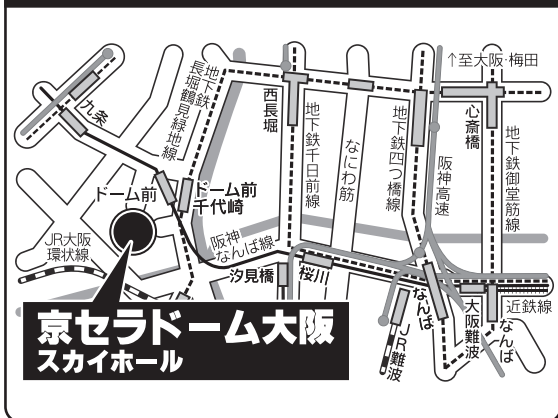 ↑至大阪・梅田
九条
地下鉄
長堀鶴見緑地線
西長堀
地下鉄千日前線
なにわ筋
地下鉄四つ橋線
阪神高速
心斎橋
地下鉄御堂筋線
ドーム前
ドーム前
千代崎
JR大阪
環状線
阪神
なんば線
汐見橋
桜川
なんば
JR難波
大阪難波
なんば
近鉄線
京セラドーム大阪
スカイホール